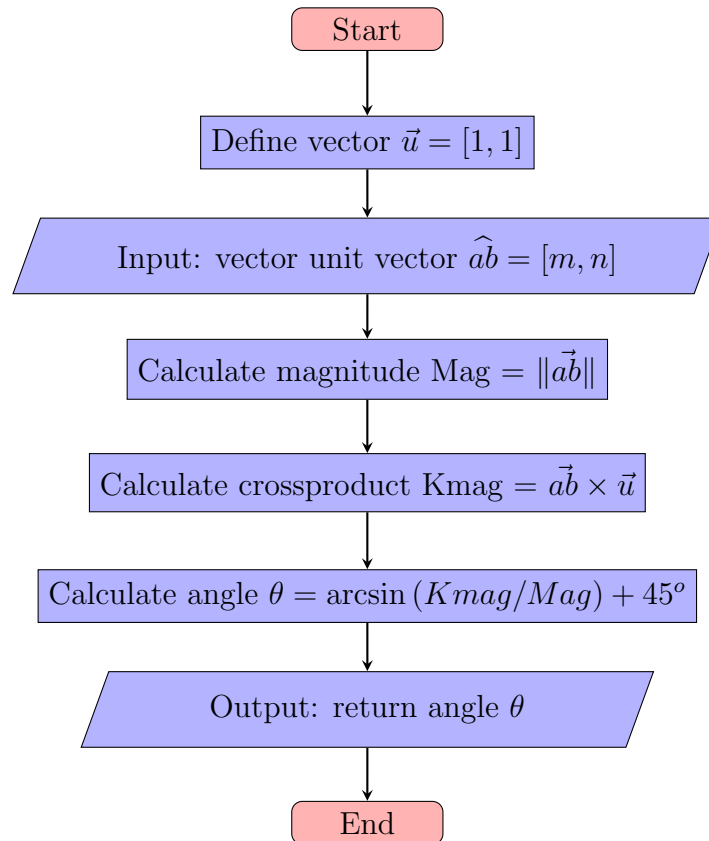 Start
Define vector $\vec{u} = [1, 1]$
Input: vector unit vector $\widehat{ab} = [m, n]$
Calculate magnitude Mag = $\|\vec{ab}\|$
Calculate crossproduct Kmag = $\vec{ab} \times \vec{u}$
Calculate angle $\theta = \arcsin (Kmag/Mag) + 45^o$
Output: return angle $\theta$
End